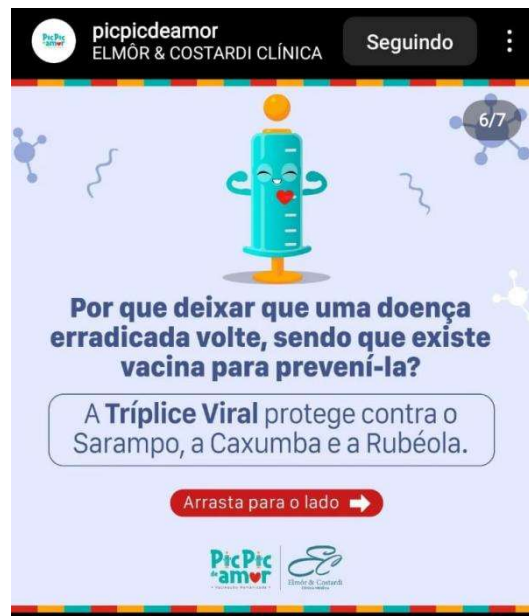 picpicdeamor
ELMÔR & COSTARDI CLÍNICA
Seguindo
6/7
Por que deixar que uma doença
erradicada volte, sendo que existe
vacina para prevení-la?
A Tríplice Viral protege contra o
Sarampo, a Caxumba e a Rubéola.
Arrasta para o lado
PicPic
de amor
Elmôr & Costardi